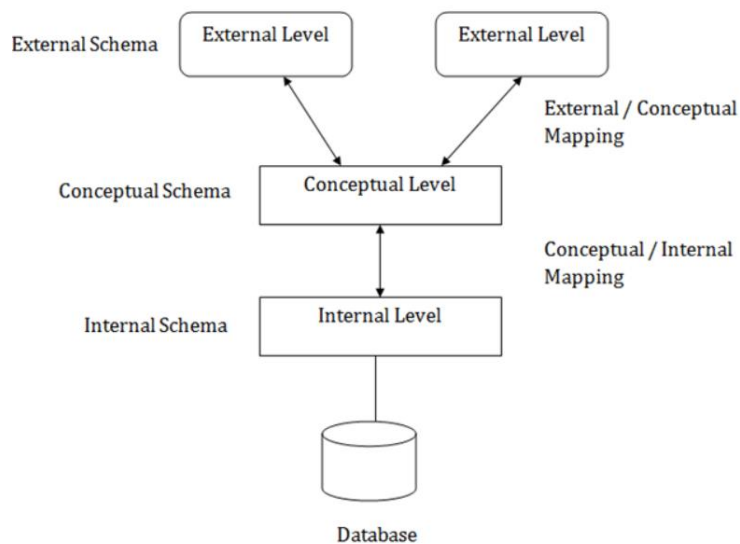 External Level
External Level
External Schema
External / Conceptual
Mapping
Conceptual Schema
Conceptual Level
Conceptual / Internal
Mapping
Internal Schema
Internal Level
Database